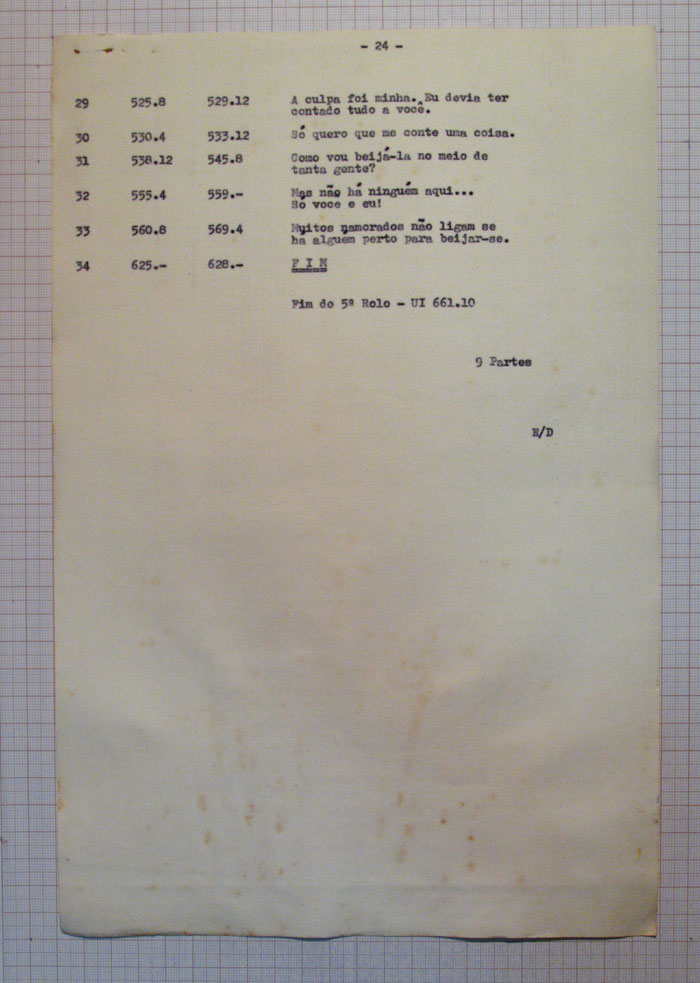 - 24 -
29 525.8 529.12 A culpa foi minha. Eu devia ter
contado tudo a você.
30 530.4 533.12 Só quero que me conte uma coisa.
31 538.12 545.8 Como vou beijá-la no meio de
tanta gente?
32 555.4 559.- Mas não há ninguém aqui...
Só voce e eu!
33 560.8 569.4 Muitos namorados não ligam se
ha alguem perto para beijar-se.
34 625.- 628.- F I M
Fim do 5º Rolo - UI 661.10
9 Partes
E/D